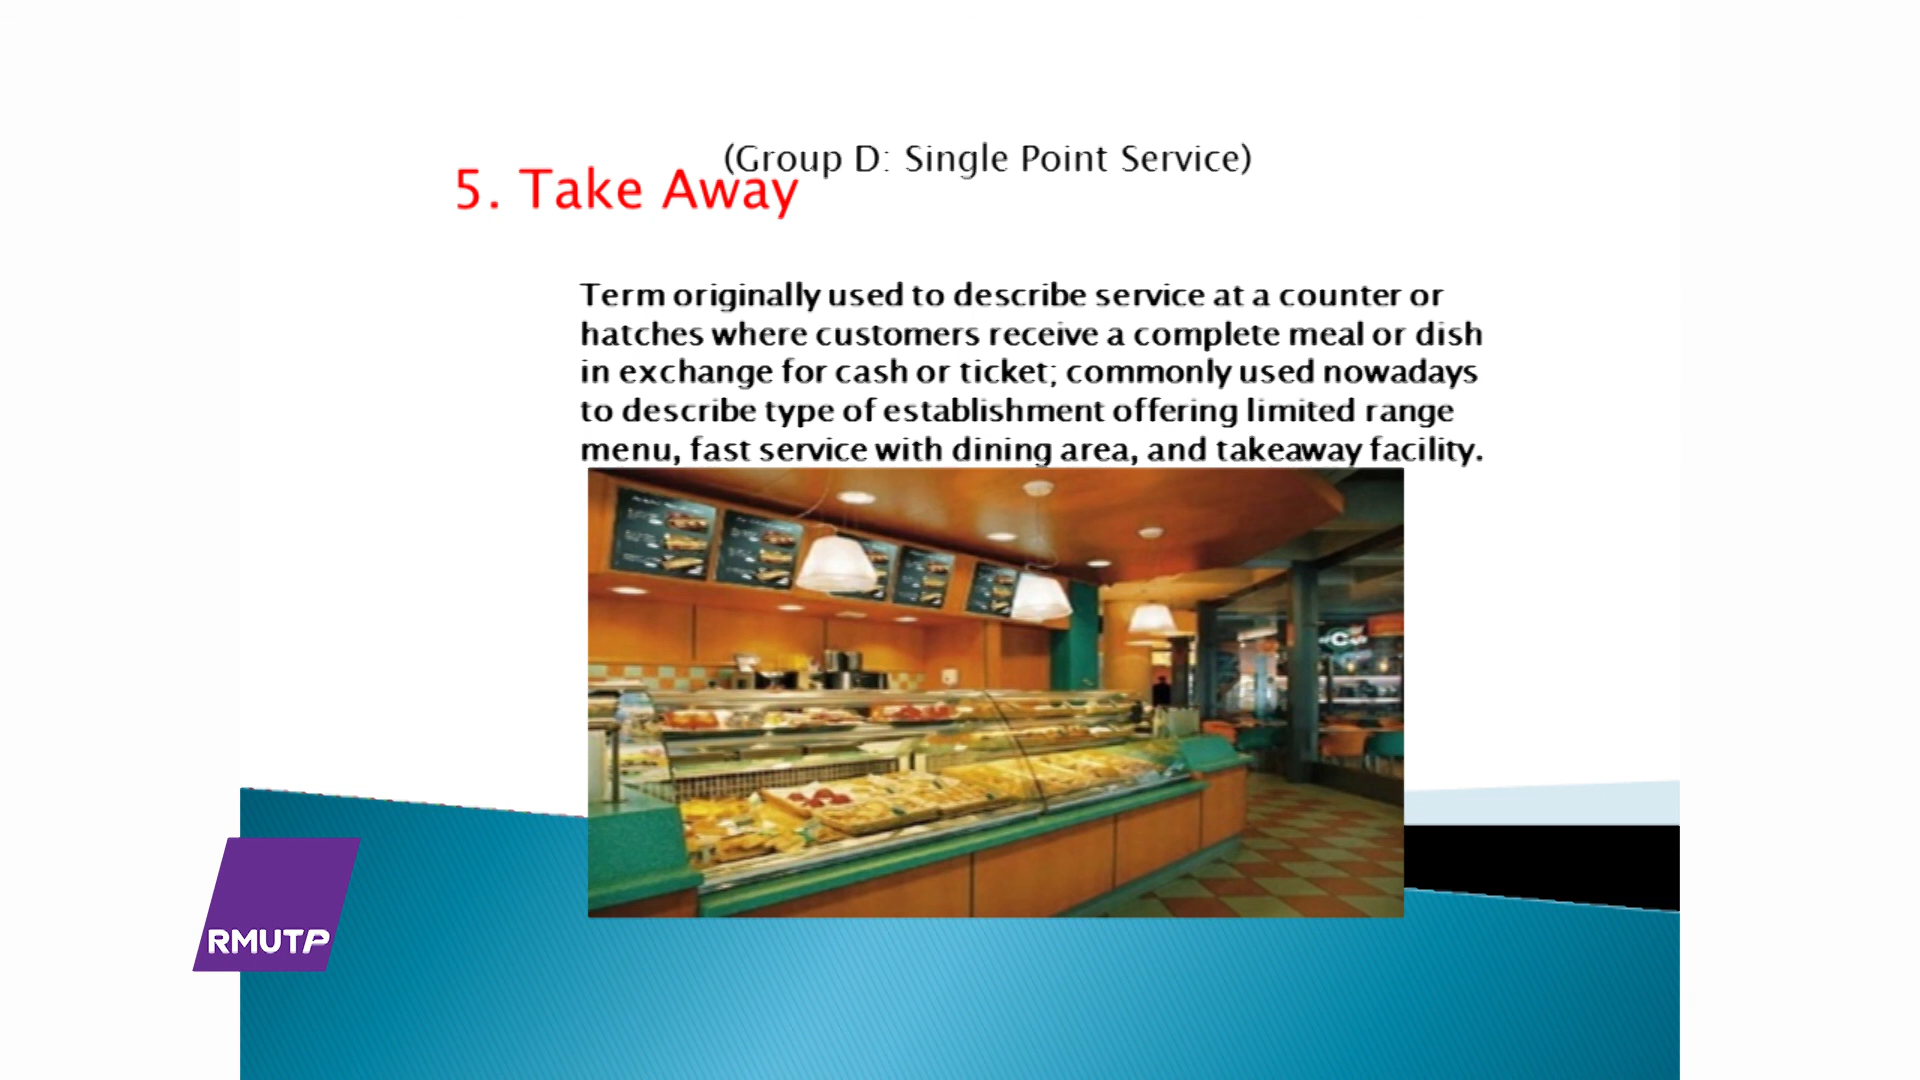 (Group D: Single Point Service)
5. Take Away
Term originally used to describe service at a counter or
hatches where customers receive a complete meal or dish
in exchange for cash or ticket; commonly used nowadays
to describe type of establishment offering limited range
menu, fast service with dining area, and takeaway facility.
RMUTP